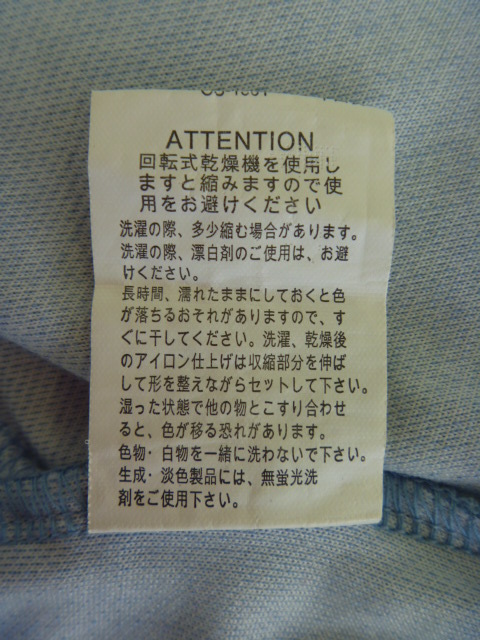 ATTENTION
回転式乾燥機を使用し
ますと縮みますので使
用をお避けください
洗濯の際、多少縮む場合があります。
洗濯の際、漂白剤のご使用は、お避
けください。
長時間、濡れたままにしておくと色
が落ちるおそれがありますので、す
ぐに干してください。洗濯、乾燥後
のアイロン仕上げは収縮部分を伸ば
して形を整えながらセットして下さい。
湿った状態で他の物とこすり合わせ
ると、色が移る恐れがあります。
色物・白物を一緒に洗わないで下さい。
生成・淡色製品には、無蛍光洗
剤をご使用下さい。